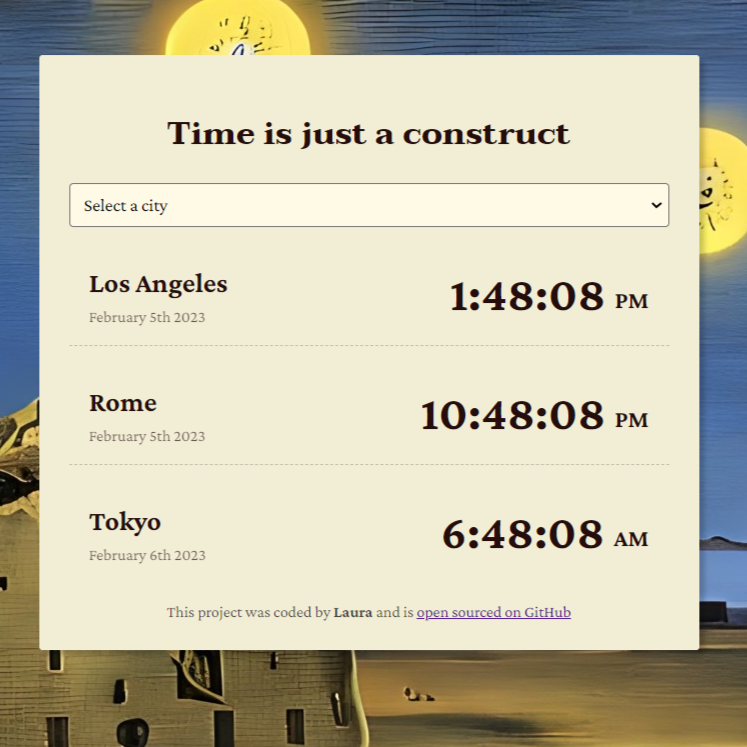 Time is just a construct
Select a city
Los Angeles
1:48:08 PM
February 5th 2023
Rome
10:48:08 PM
February 5th 2023
Tokyo
6:48:08 AM
February 6th 2023
This project was coded by Laura and is open sourced on GitHub